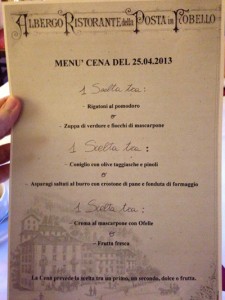 Albergo Ristorante della Posta in Fobello
MENU' CENA DEL 25.04.2013
1 Scelta tra:
- Rigatoni al pomodoro
o
- Zuppa di verdure e fiocchi di mascarpone
1 Scelta tra:
- Coniglio con olive taggiasche e pinoli
o
- Asparagi saltati al burro con crostone di pane e fonduta di formaggio
1 Scelta tra:
- Crema al mascarpone con Ofelle
o
- Frutta fresca
La Cena prevede la scelta tra un primo, un secondo, dolce o frutta.